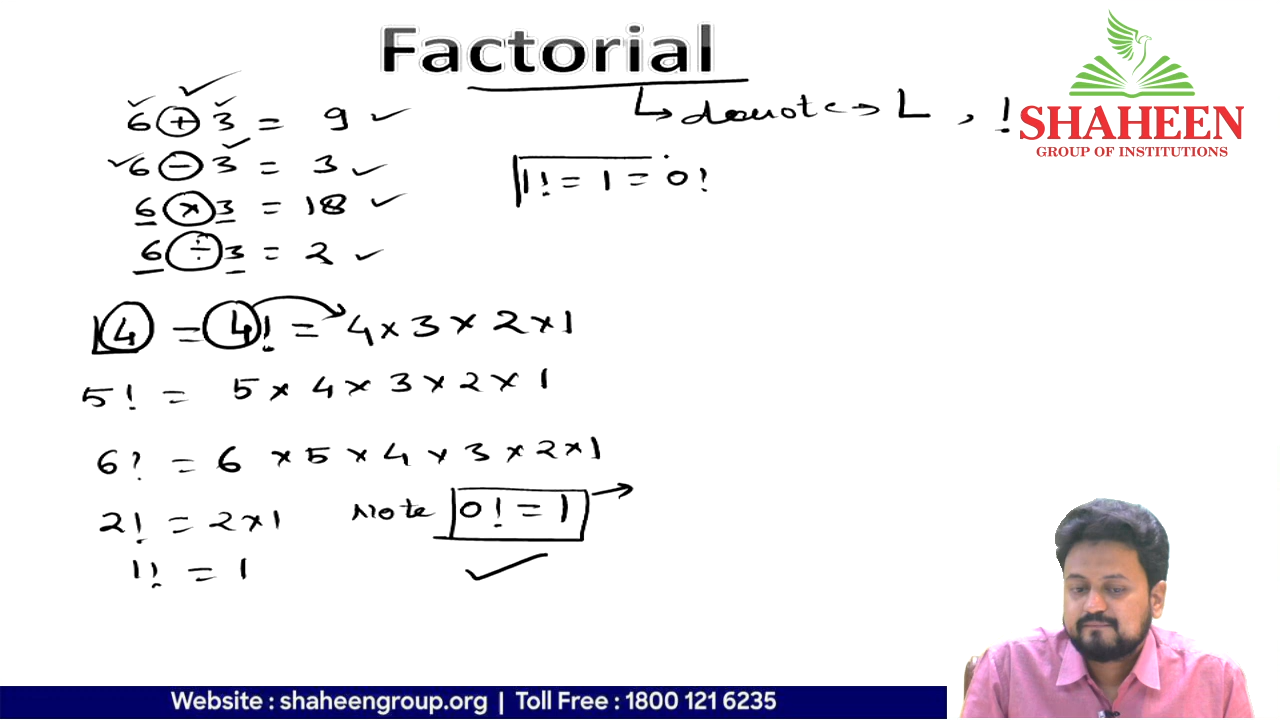 Factorial
denote → L , !
SHAHEEN
GROUP OF INSTITUTIONS
6 + 3 = 9
6 − 3 = 3
6 × 3 = 18
6 ÷ 3 = 2
1! = 1 = 0!
|4 = 4! = 4 × 3 × 2 × 1
5! = 5 × 4 × 3 × 2 × 1
6! = 6 × 5 × 4 × 3 × 2 × 1
2! = 2 × 1
Note 0! = 1 →
1! = 1
Website : shaheengroup.org | Toll Free : 1800 121 6235